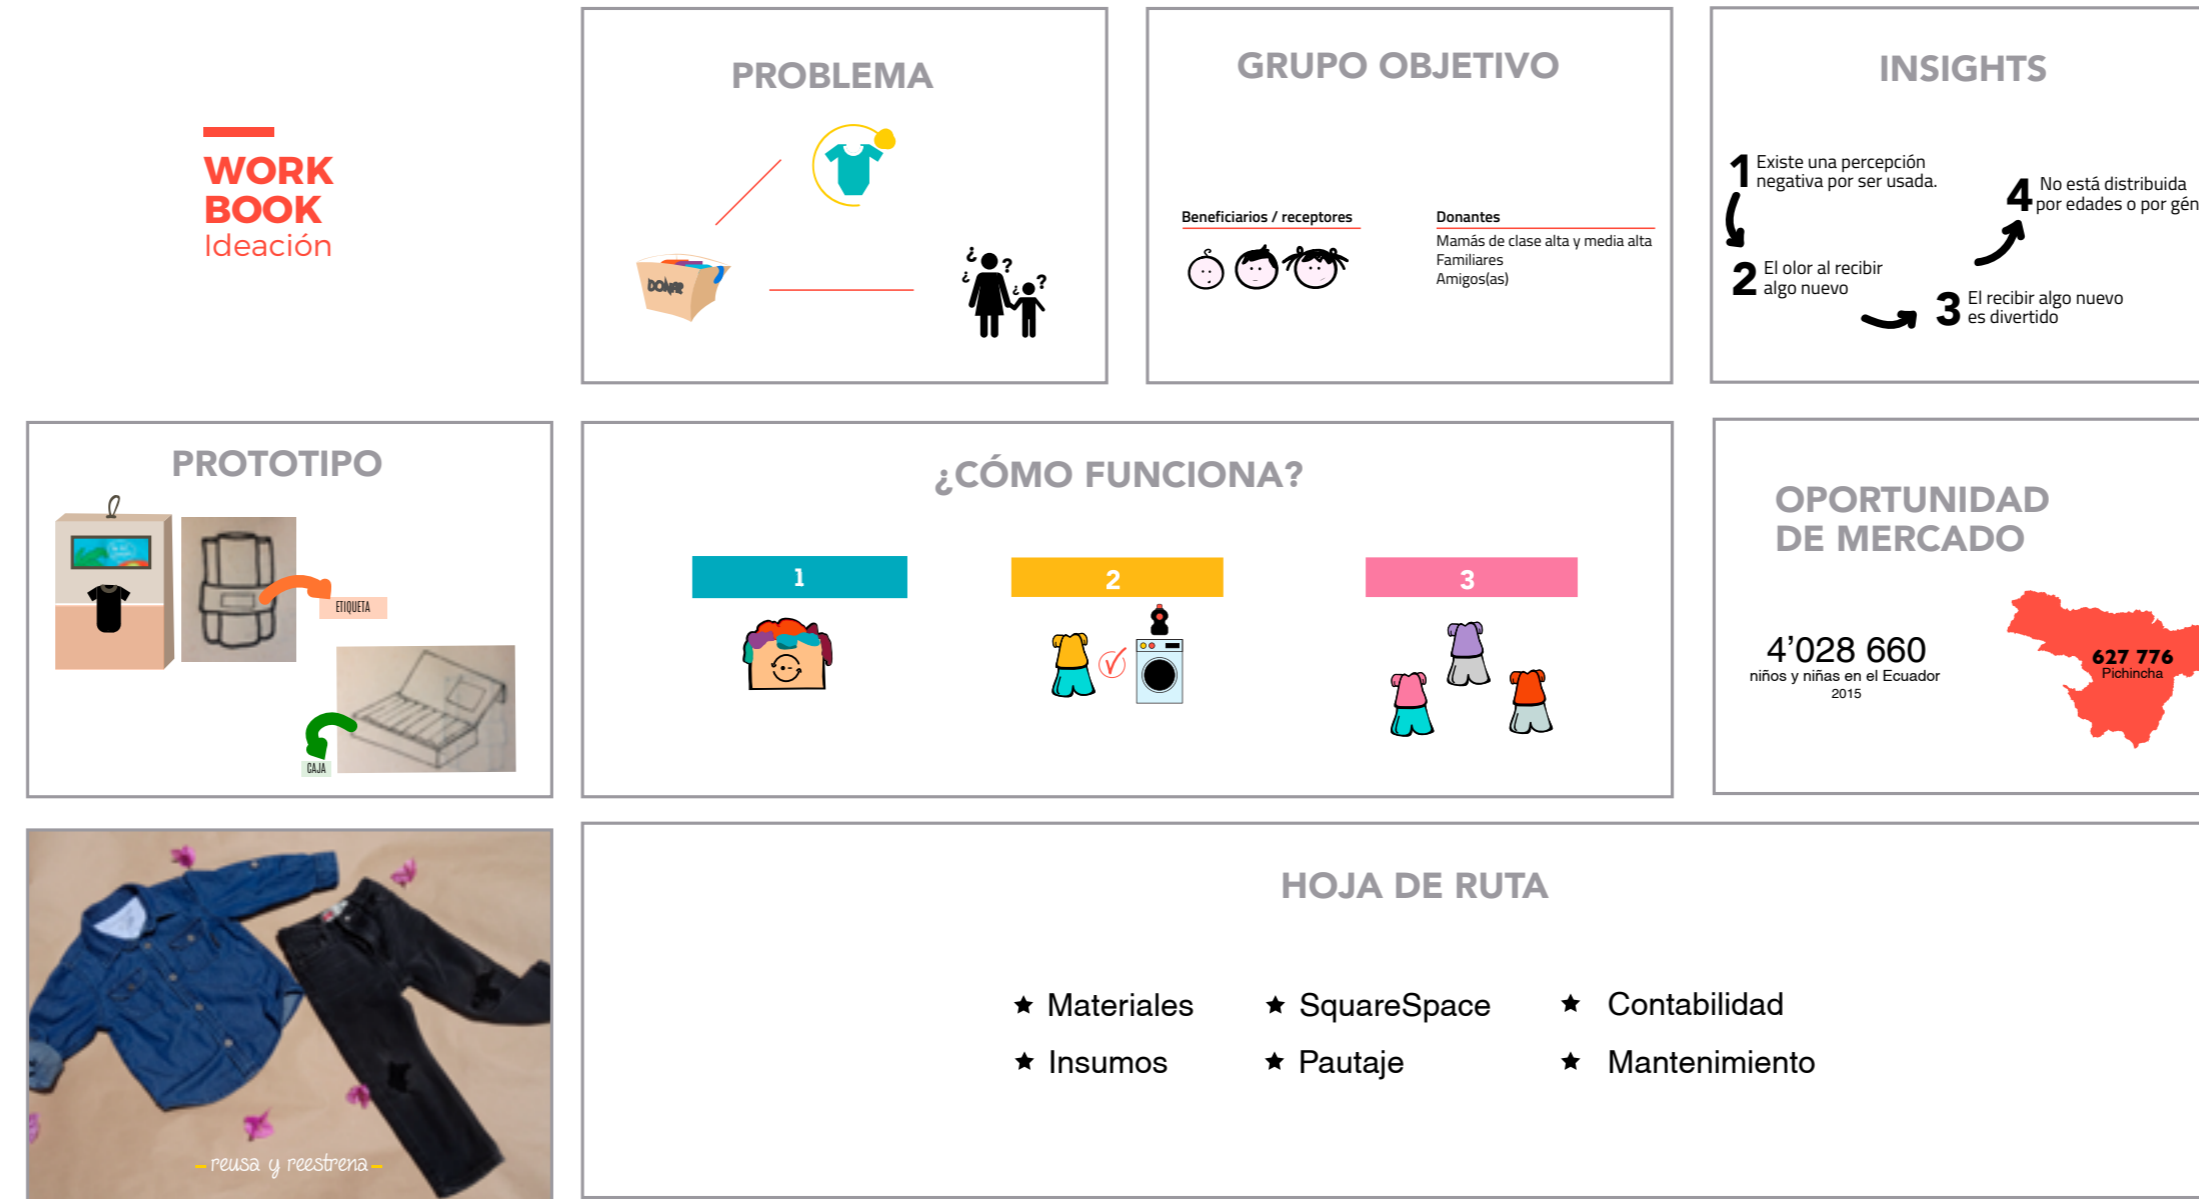 WORK
BOOK
Ideación
PROBLEMA
DONAR
¿ ?
¿
¿ ?
GRUPO OBJETIVO
Beneficiarios / receptores
Donantes
Mamás de clase alta y media alta
Familiares
Amigos(as)
INSIGHTS
1 Existe una percepción
negativa por ser usada.
2 El olor al recibir
algo nuevo
3 El recibir algo nuevo
es divertido
4 No está distribuida
por edades o por gén
PROTOTIPO
ETIQUETA
CAJA
¿CÓMO FUNCIONA?
1
2
3
OPORTUNIDAD
DE MERCADO
4’028 660
niños y niñas en el Ecuador
2015
627 776
Pichincha
reusa y reestrena
HOJA DE RUTA
★ Materiales
★ SquareSpace
★ Contabilidad
★ Insumos
★ Pautaje
★ Mantenimiento